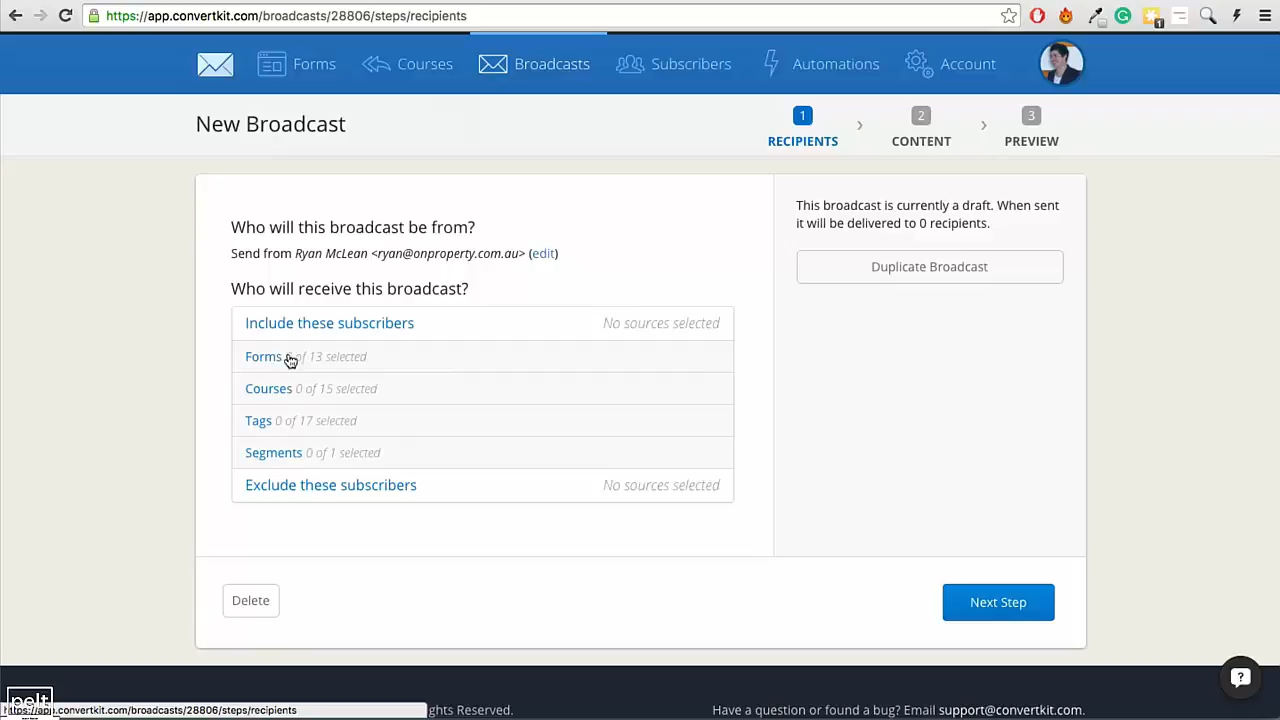 https://app.convertkit.com/broadcasts/28806/steps/recipients
1
Forms
Courses
Broadcasts
Subscribers
Automations
Account
New Broadcast
1
RECIPIENTS
2
CONTENT
3
PREVIEW
Who will this broadcast be from?
Send from Ryan McLean <ryan@onproperty.com.au> (edit)
Who will receive this broadcast?
Include these subscribers No sources selected
Forms of 13 selected
Courses 0 of 15 selected
Tags 0 of 17 selected
Segments 0 of 1 selected
Exclude these subscribers No sources selected
This broadcast is currently a draft. When sent
it will be delivered to 0 recipients.
Duplicate Broadcast
Delete
Next Step
https://app.convertkit.com/broadcasts/28806/steps/recipients
ghts Reserved.
Have a question or found a bug? Email support@convertkit.com.